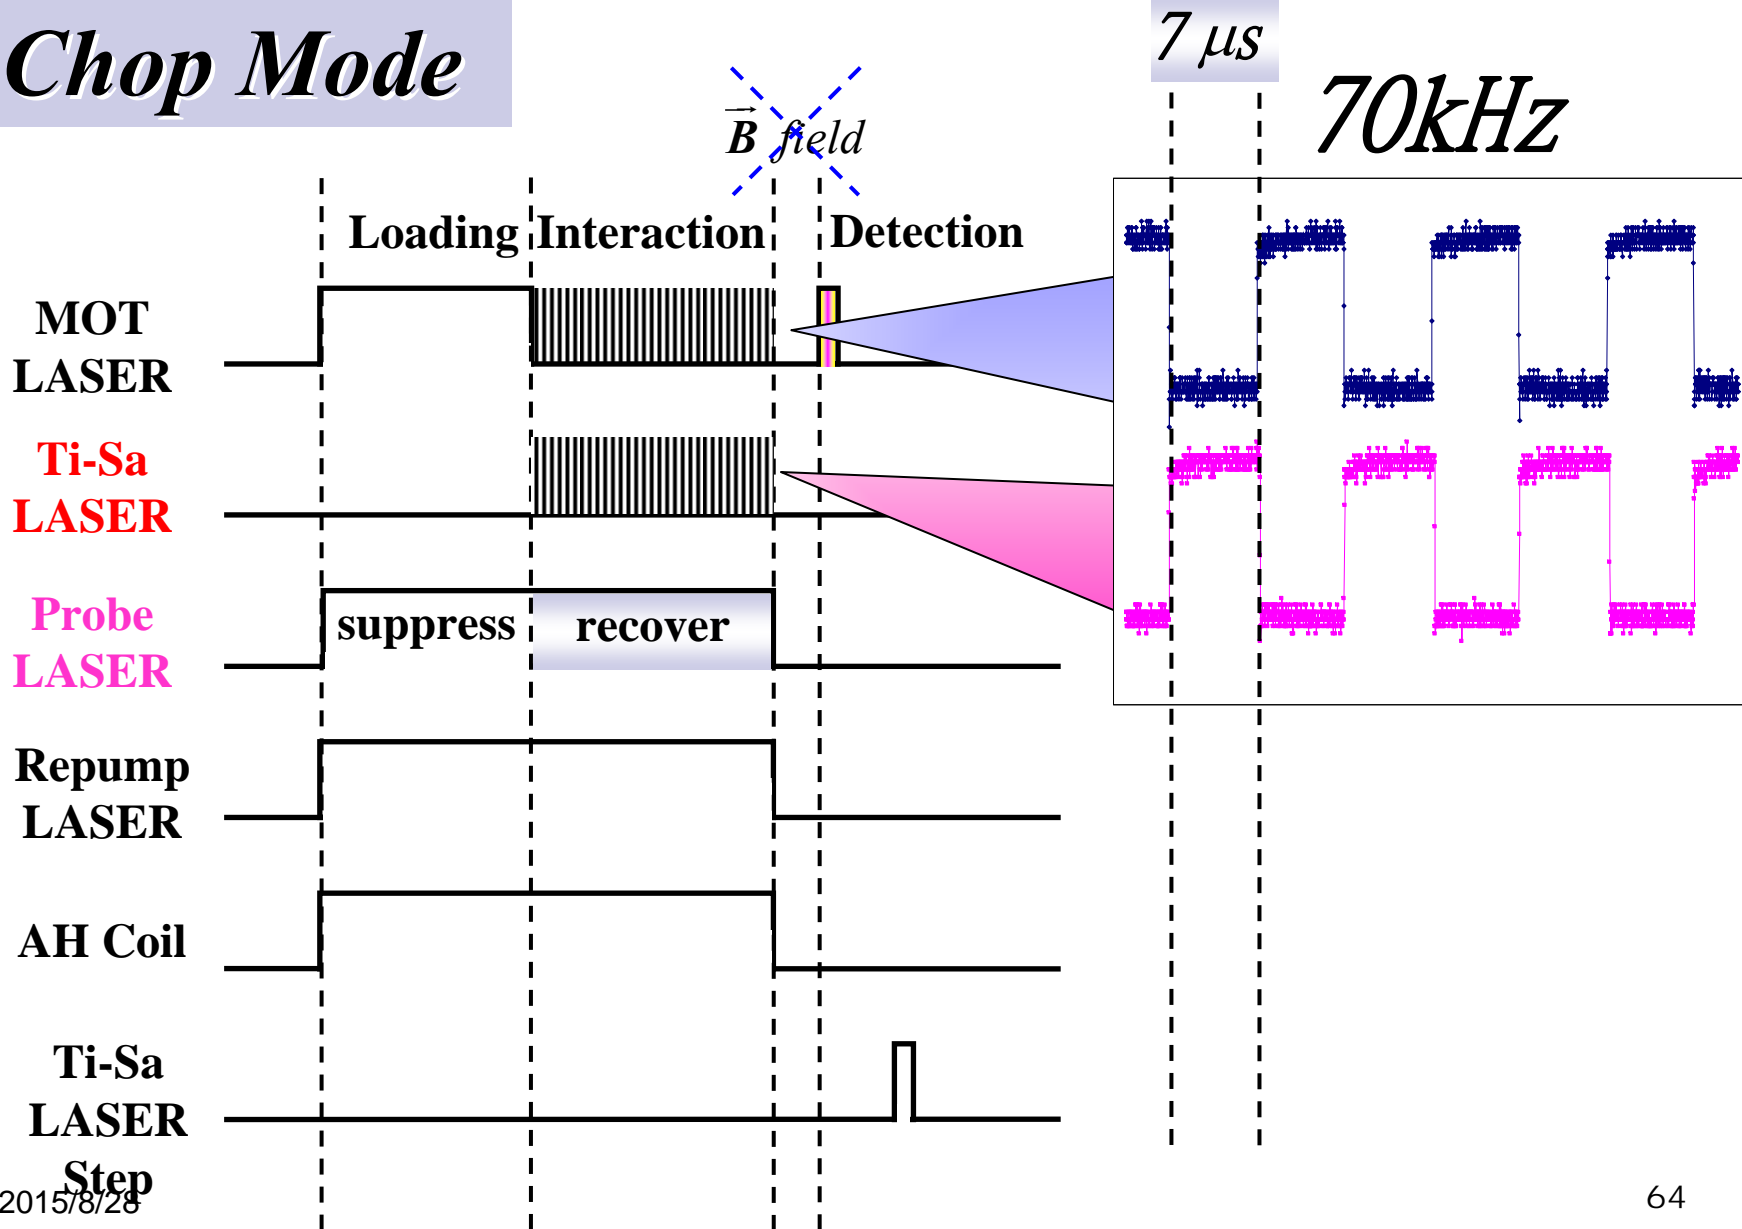 Chop Mode
7 μs
70kHz
B field
Loading Interaction Detection
MOT
LASER
Ti-Sa
LASER
Probe
LASER
suppress recover
Repump
LASER
AH Coil
Ti-Sa
LASER
Step
2015/8/28
64